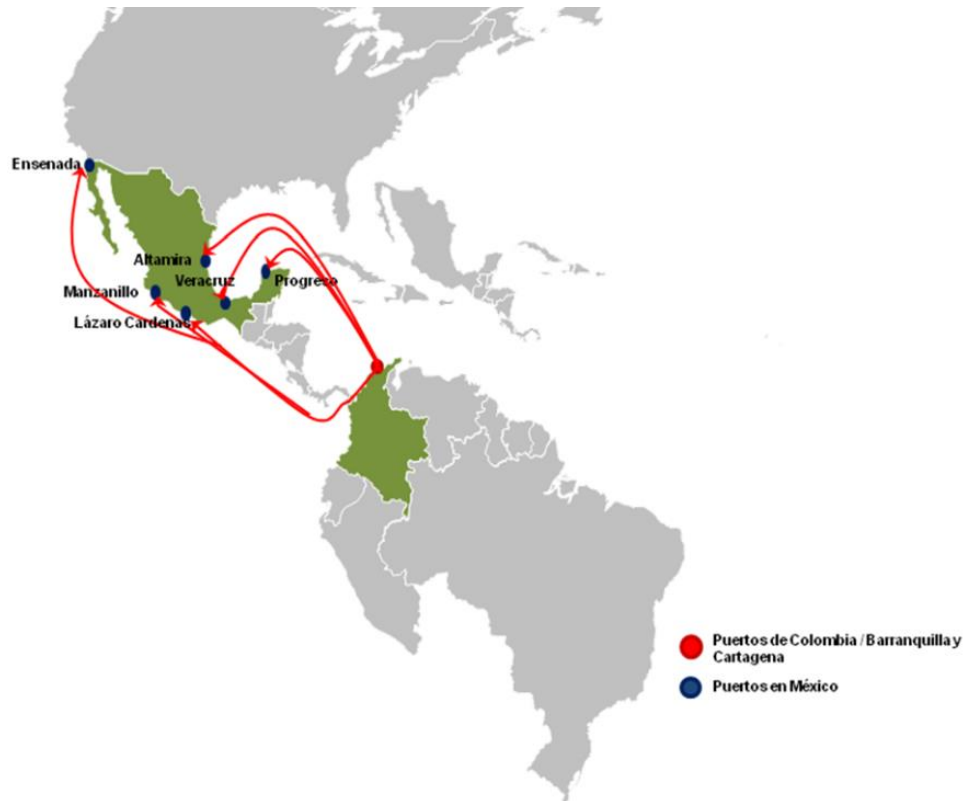 Ensenada
Altamira
Veracruz
Progreso
Manzanillo
Lázaro Cardenas
Puertos de Colombia / Barranquilla y
Cartagena
Puertos en México